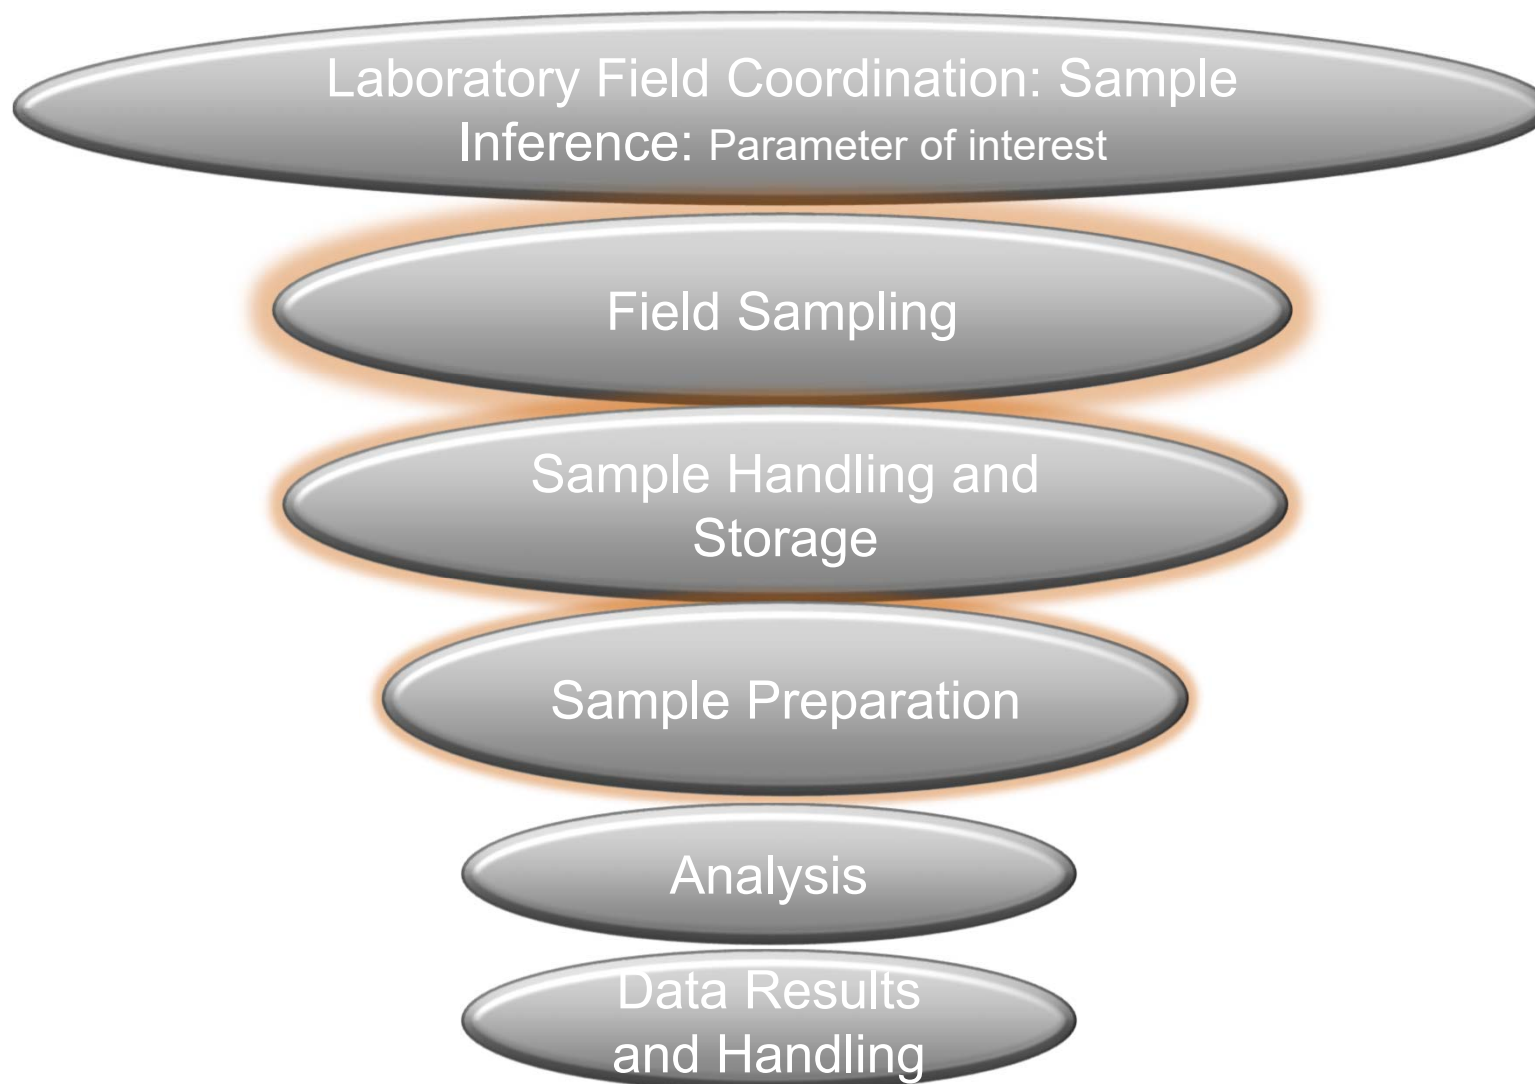 Laboratory Field Coordination: Sample
Inference: Parameter of interest
Field Sampling
Sample Handling and
Storage
Sample Preparation
Analysis
Data Results
and Handling